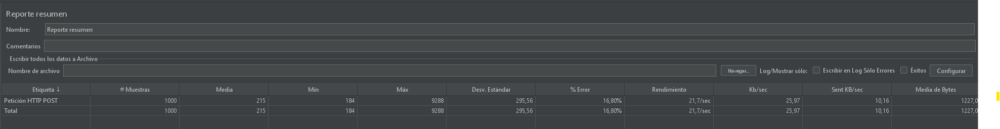 Reporte resumen
Nombre: Reporte resumen
Comentarios
Escribir todos los datos a Archivo
Nombre de archivo Navegar... Log/Mostrar sólo: Escribir en Log Sólo Errores Éxitos Configurar
Etiqueta ↓ # Muestras Media Mín Máx Desv. Estándar % Error Rendimiento Kb/sec Sent KB/sec Media de Bytes
Petición HTTP POST 1000 215 184 9288 295,56 16,80% 21,7/sec 25,97 10,16 1227,0
Total 1000 215 184 9288 295,56 16,80% 21,7/sec 25,97 10,16 1227,0